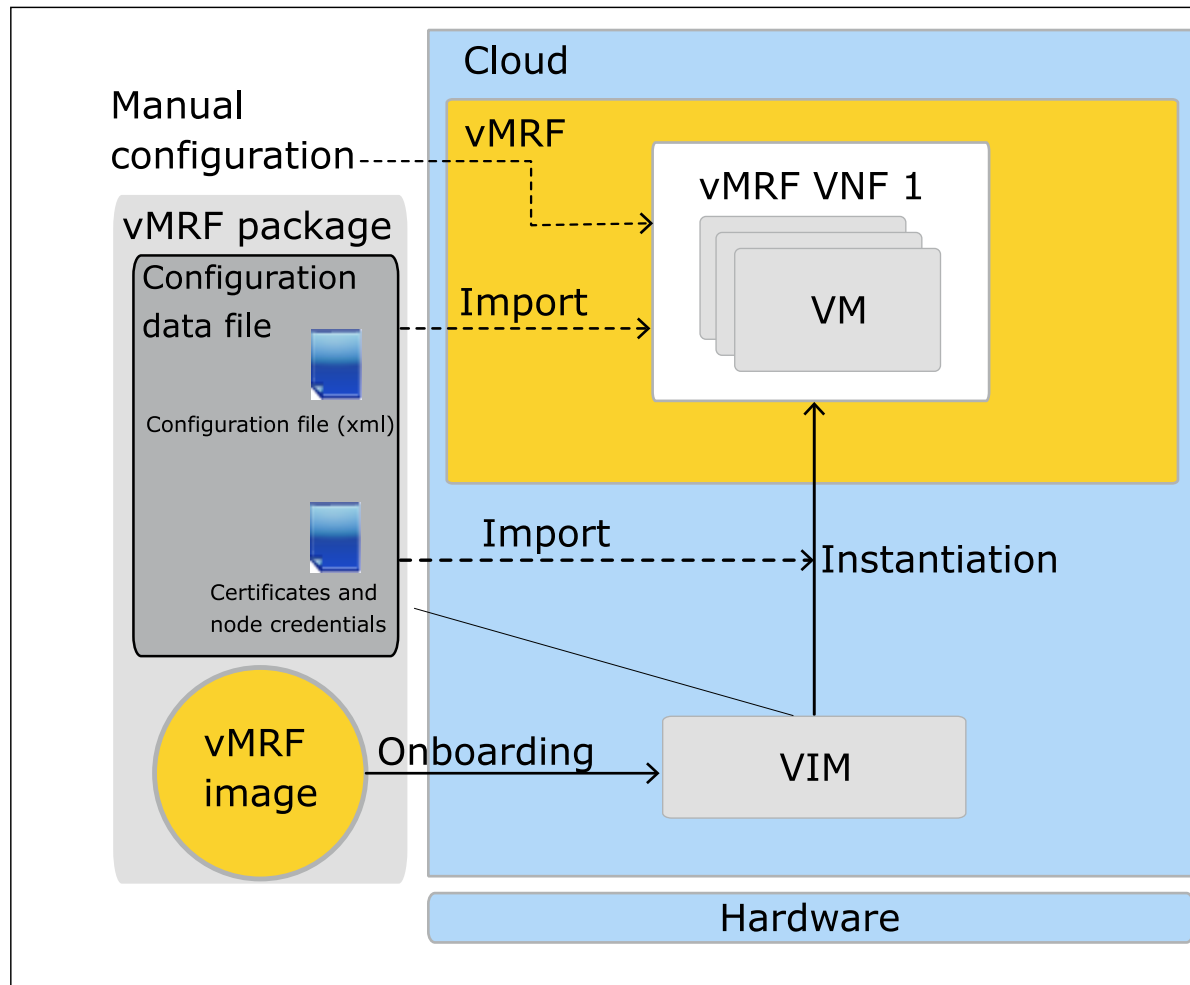 Cloud
Manual
configuration
vMRF
vMRF VNF 1
VM
vMRF package
Configuration
data file
Import
Configuration file (xml)
Import
Instantiation
Certificates and
node credentials
vMRF
image
Onboarding
VIM
Hardware